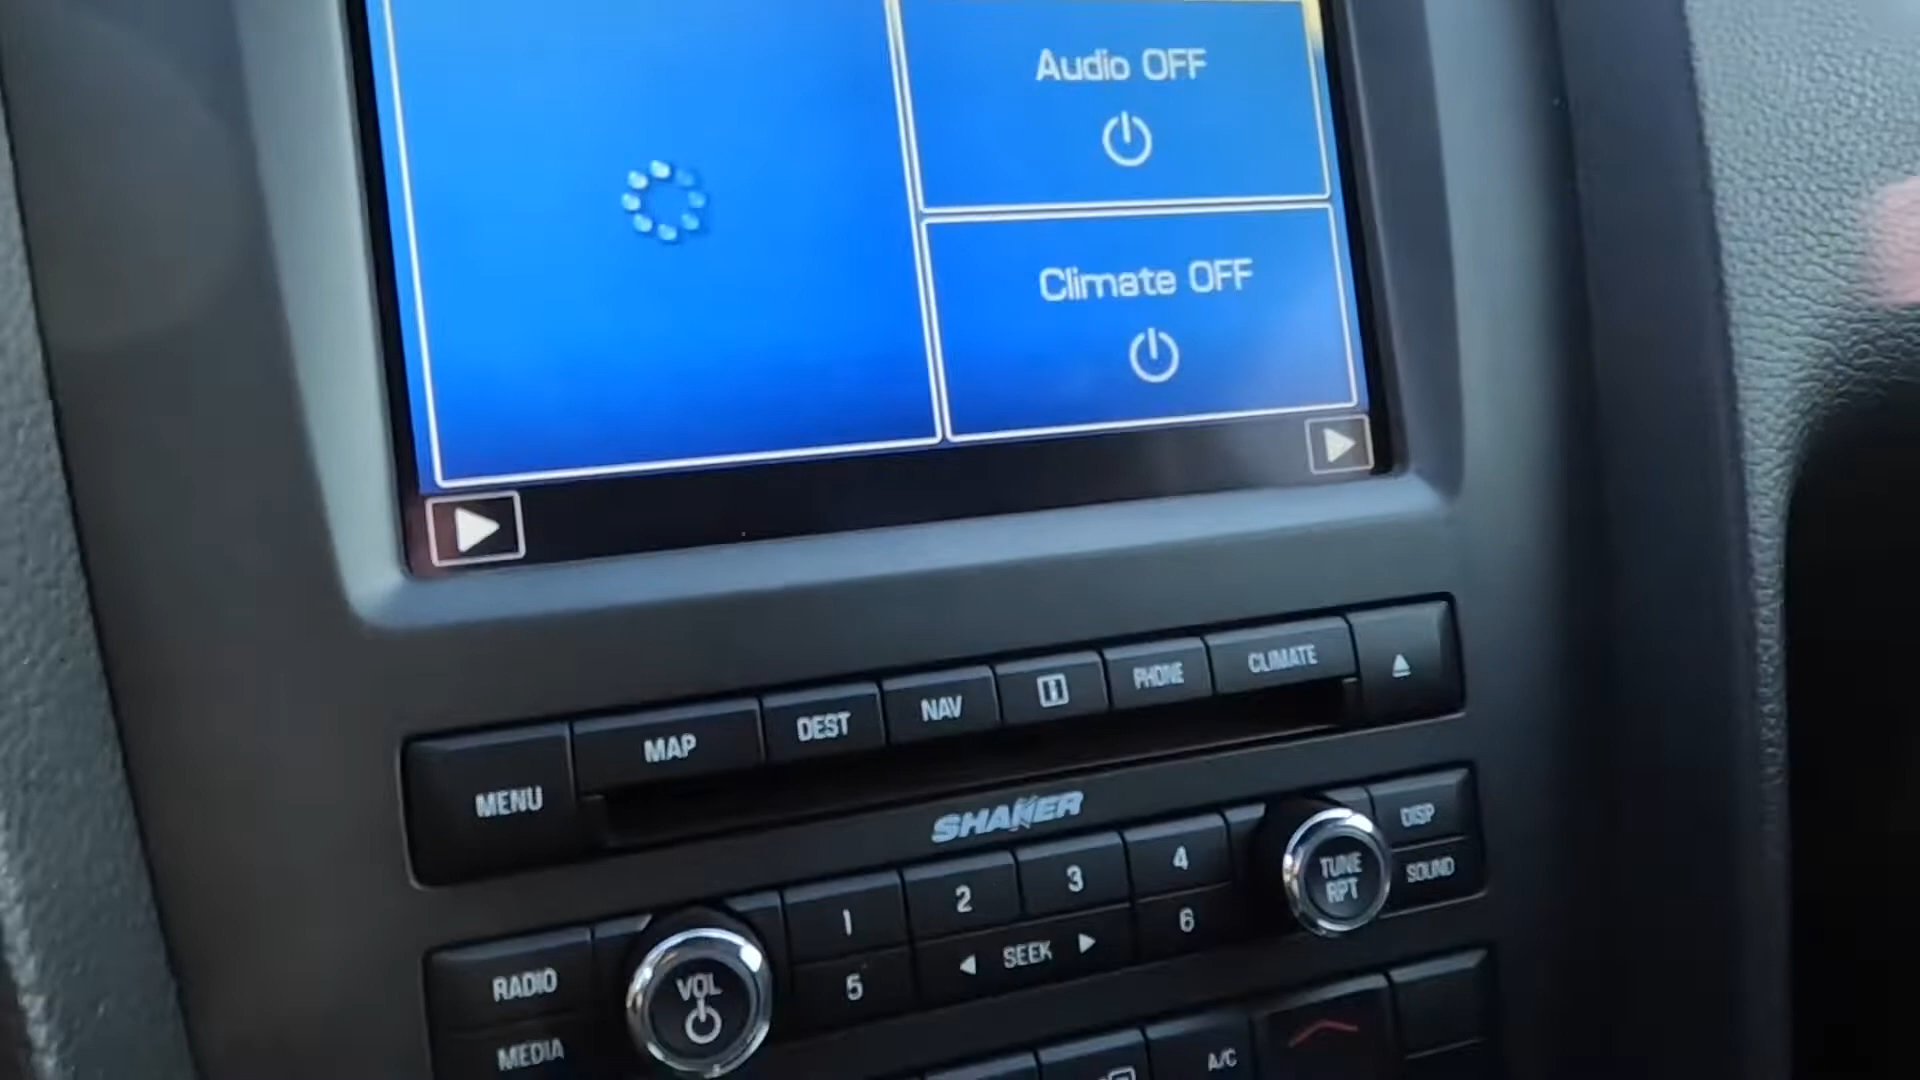 Audio OFF
Climate OFF
MENU
MAP
DEST
NAV
i
PHONE
CLIMATE
SHAKER
RADIO
MEDIA
VOL
1
2
3
4
5
SEEK
6
TUNE
RPT
DISP
SOUND
A/C